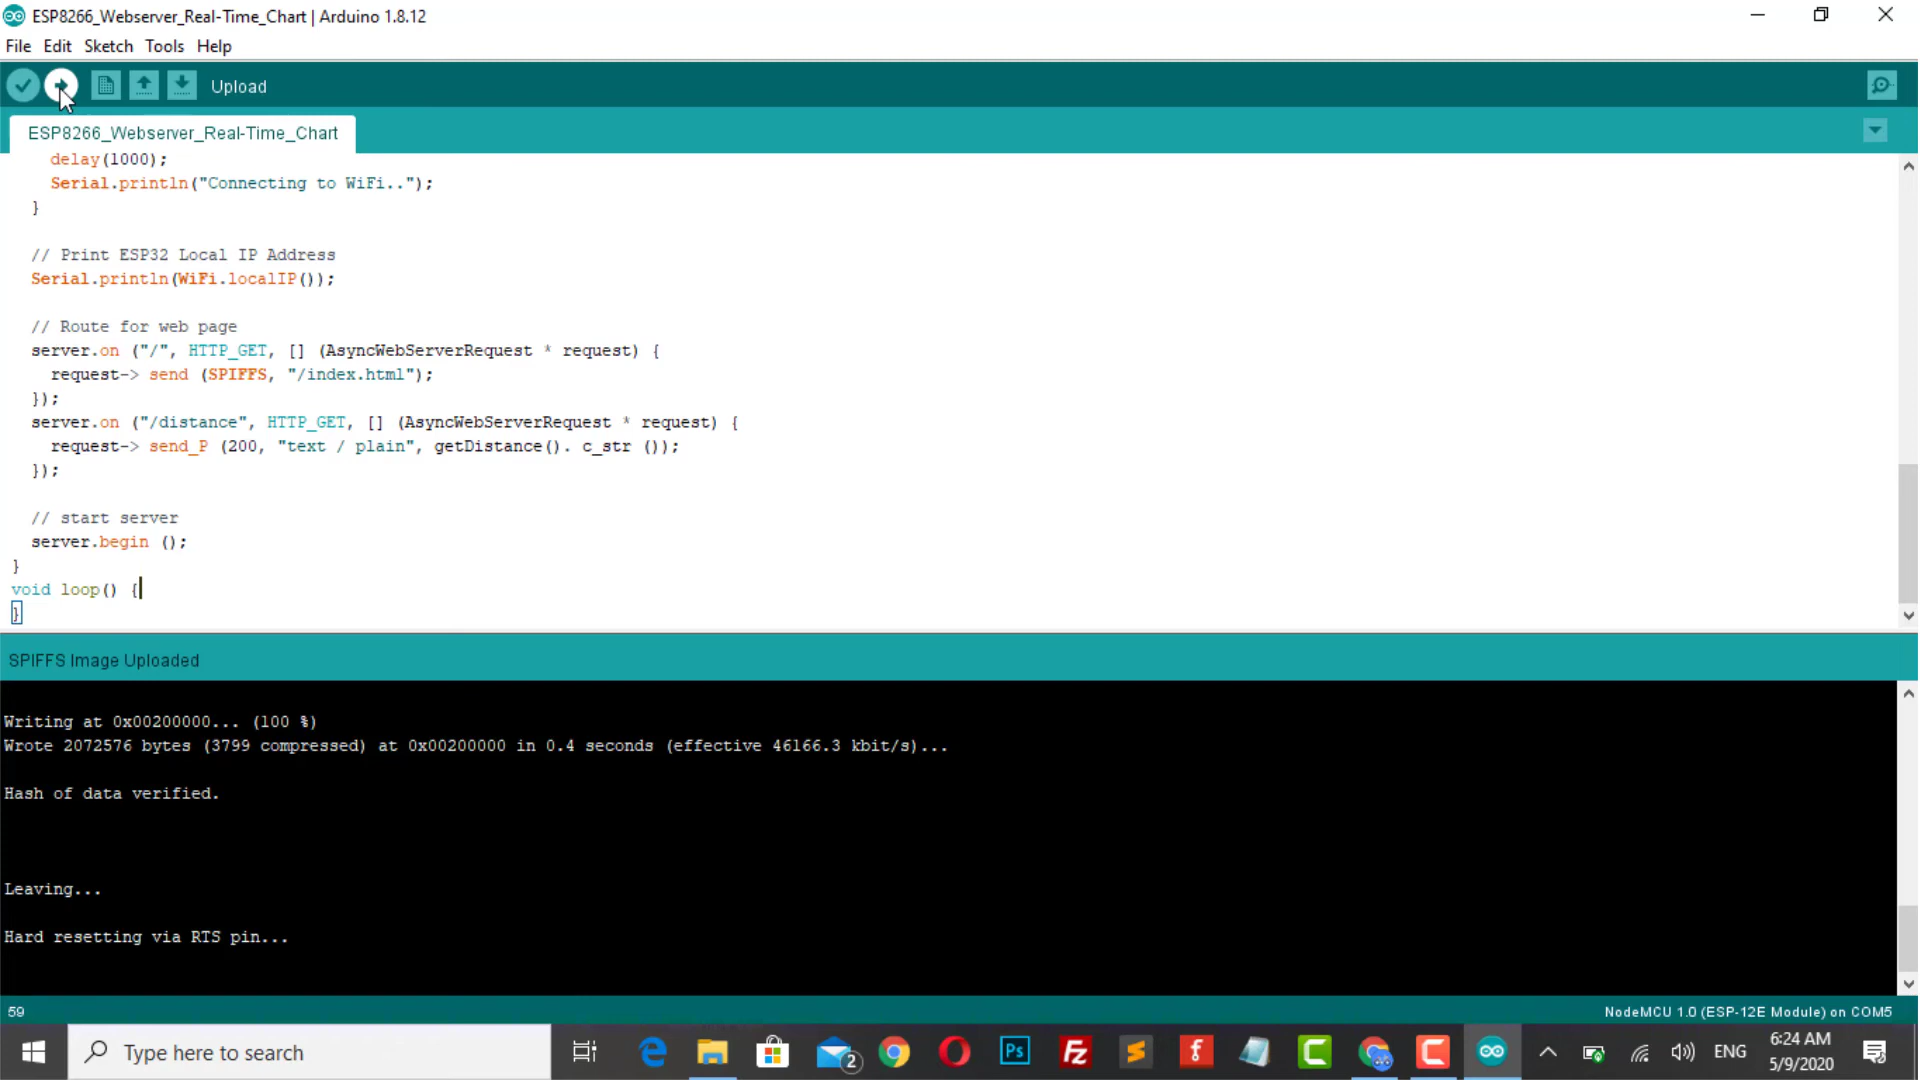 ESP8266_Webserver_Real-Time_Chart | Arduino 1.8.12
File Edit Sketch Tools Help
Upload
ESP8266_Webserver_Real-Time_Chart
delay(1000);
Serial.println("Connecting to WiFi..");
}
// Print ESP32 Local IP Address
Serial.println(WiFi.localIP());
// Route for web page
server.on ("/", HTTP_GET, [] (AsyncWebServerRequest * request) {
request-> send (SPIFFS, "/index.html");
});
server.on ("/distance", HTTP_GET, [] (AsyncWebServerRequest * request) {
request-> send_P (200, "text / plain", getDistance(). c_str ());
});
// start server
server.begin ();
}
void loop() {
}
SPIFFS Image Uploaded
Writing at 0x00200000... (100 %)
Wrote 2072576 bytes (3799 compressed) at 0x00200000 in 0.4 seconds (effective 46166.3 kbit/s)...
Hash of data verified.
Leaving...
Hard resetting via RTS pin...
59
NodeMCU 1.0 (ESP-12E Module) on COM5
Type here to search
2
Ps
Fz
ENG
6:24 AM
5/9/2020